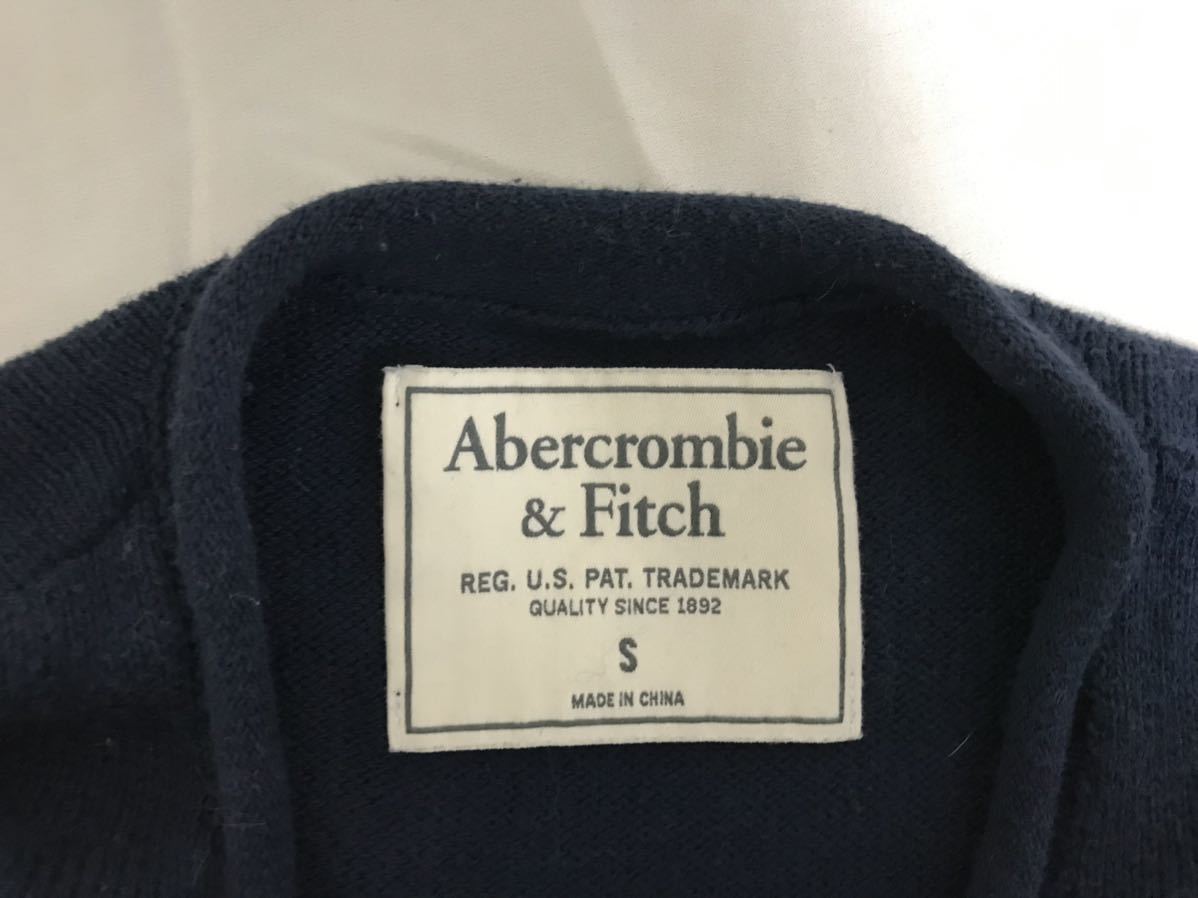 Abercrombie
& Fitch
REG. U.S. PAT. TRADEMARK
QUALITY SINCE 1892
S
MADE IN CHINA